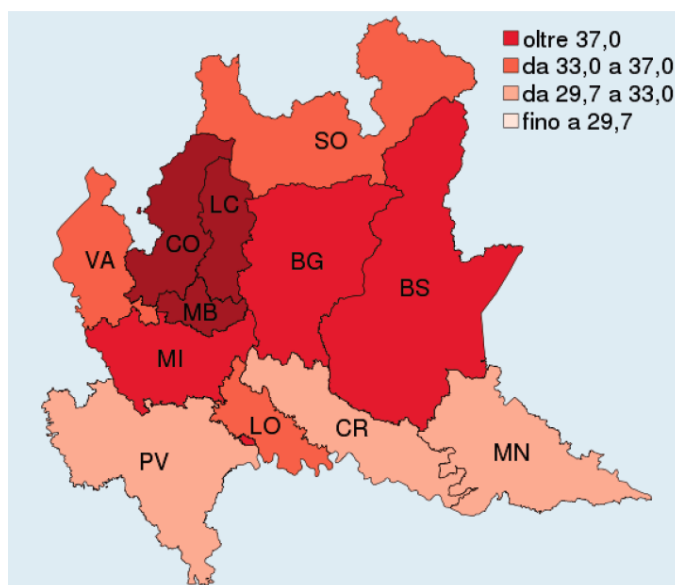 oltre 37,0
da 33,0 a 37,0
da 29,7 a 33,0
fino a 29,7
SO
LC
CO
VA
BG
BS
MB
MI
LO
CR
MN
PV